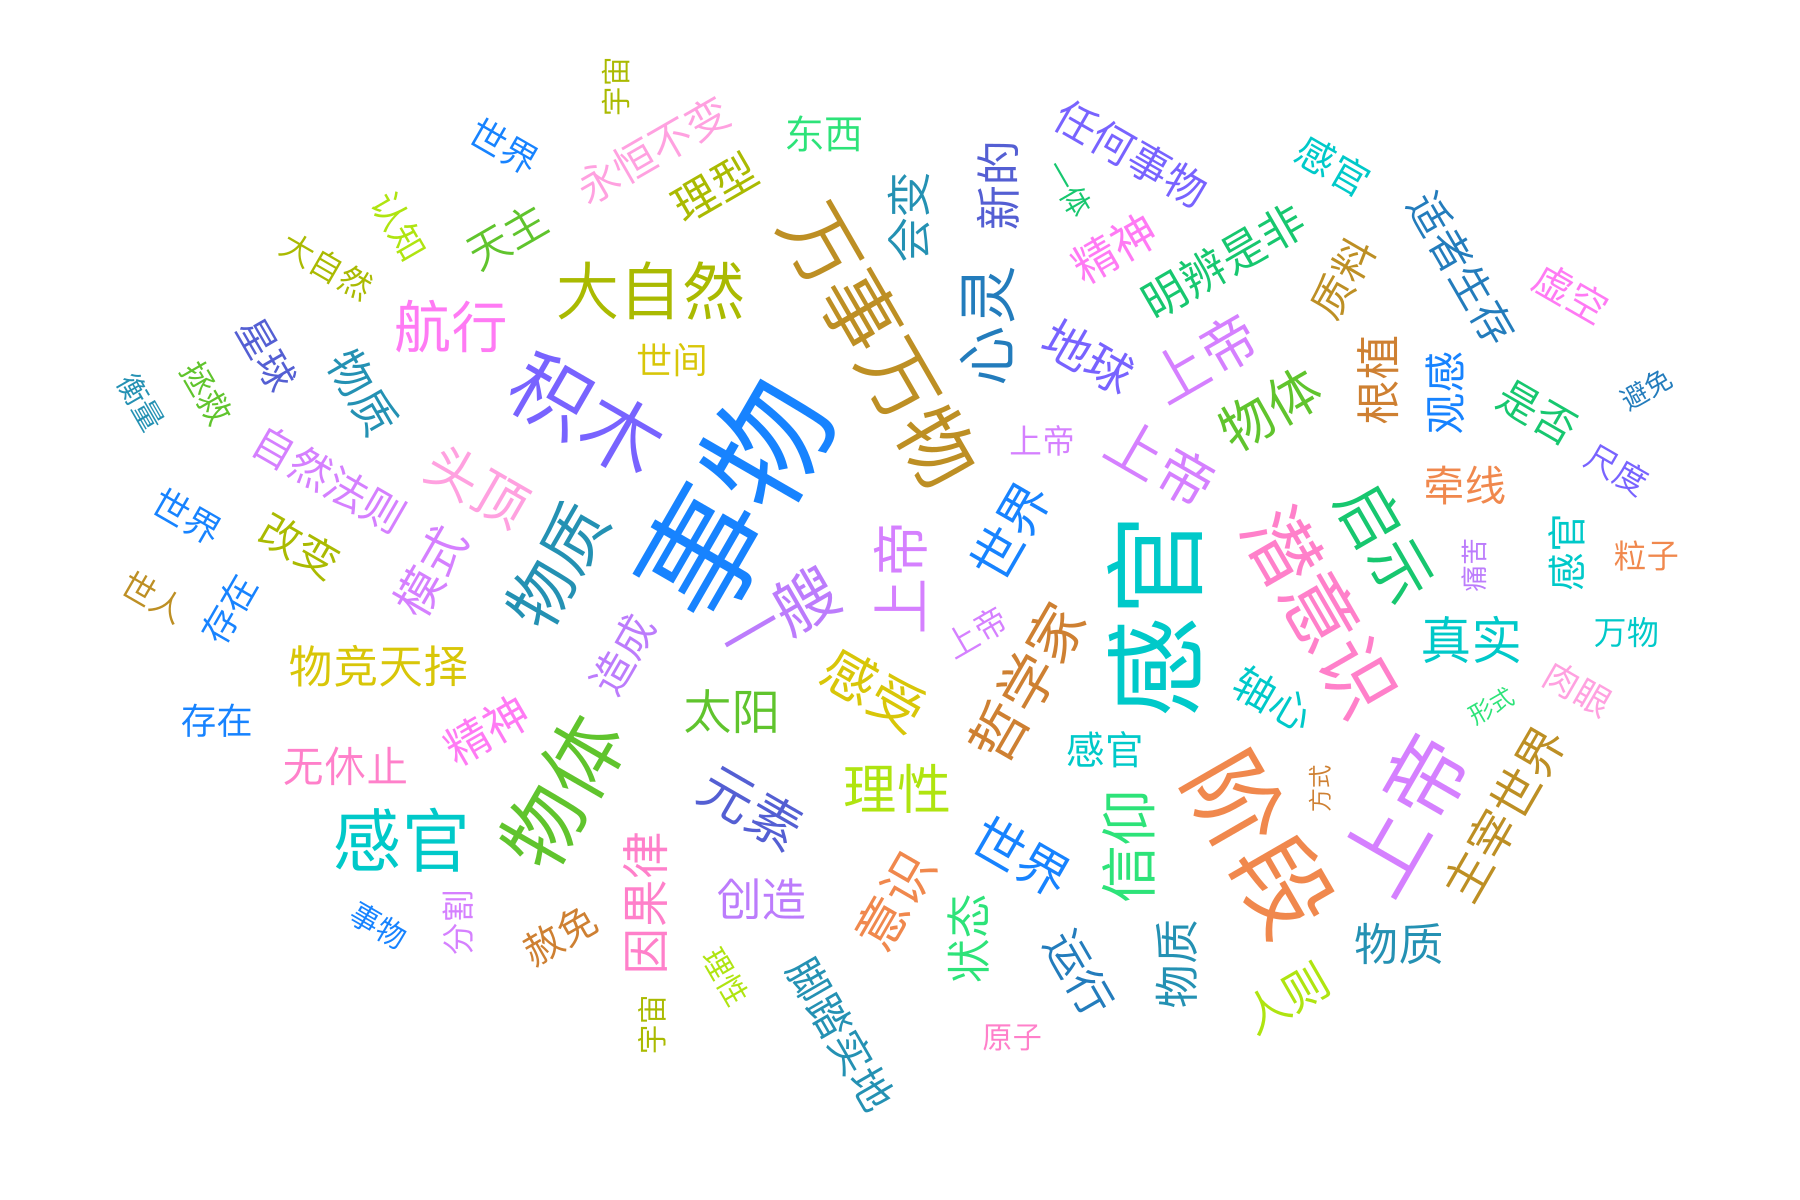 宇宙
世界
永恒不变
东西
任何事物
感官
理型
新的
一体
认知
天主
会变
精神
明辨是非
适者生存
大自然
大自然
万事万物
质料
虚空
航行
心灵
星球
世间
地球
上帝
根植
观感
避免
衡量
拯救
物质
积木
物体
是否
自然法则
头顶
事物
上帝
上帝
牵线
尺度
世界
改变
模式
物质
世界
感官
潜意识
启示
痛苦
感官
粒子
世人
存在
一艘
上帝
造成
上帝
哲学家
真实
万物
物竞天择
感受
轴心
形式
肉眼
存在
精神
太阳
感官
无休止
物体
元素
理性
阶段
方式
上帝
主宰世界
感官
世界
信仰
事物
分割
赦免
因果律
创造
意识
状态
物质
物质
理性
脚踏实地
运行
人则
宇宙
原子